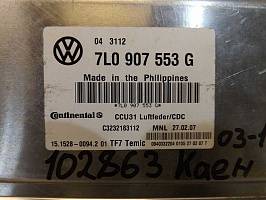 04 3112
7L0 907 553 G
Made in the Philippines
*7L0 907 553 G*
Continental
CCU31 Luftfeder/CDC
C3232183112
MNL 27.02.07
15.1528-0094.2 01 TF7 Temic
03-1
102863 Каен